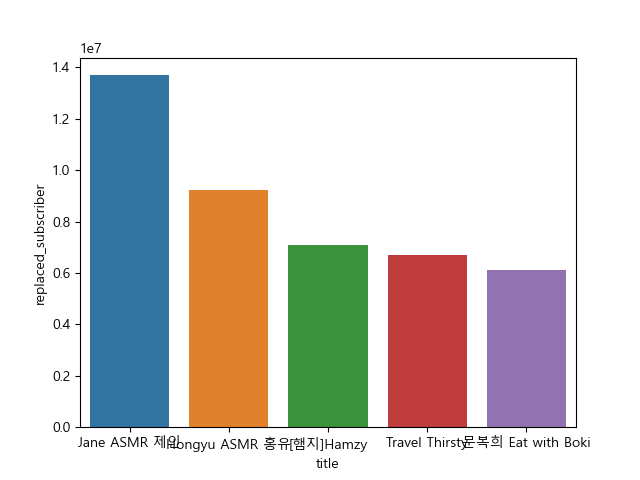 1e7
1.4
1.2
1.0
0.8
0.6
0.4
0.2
0.0
replaced_subscriber
Jane ASMR 제인
Hongyu ASMR 홍유
[햄지]Hamzy
Travel Thirsty
문복희 Eat with Boki
title